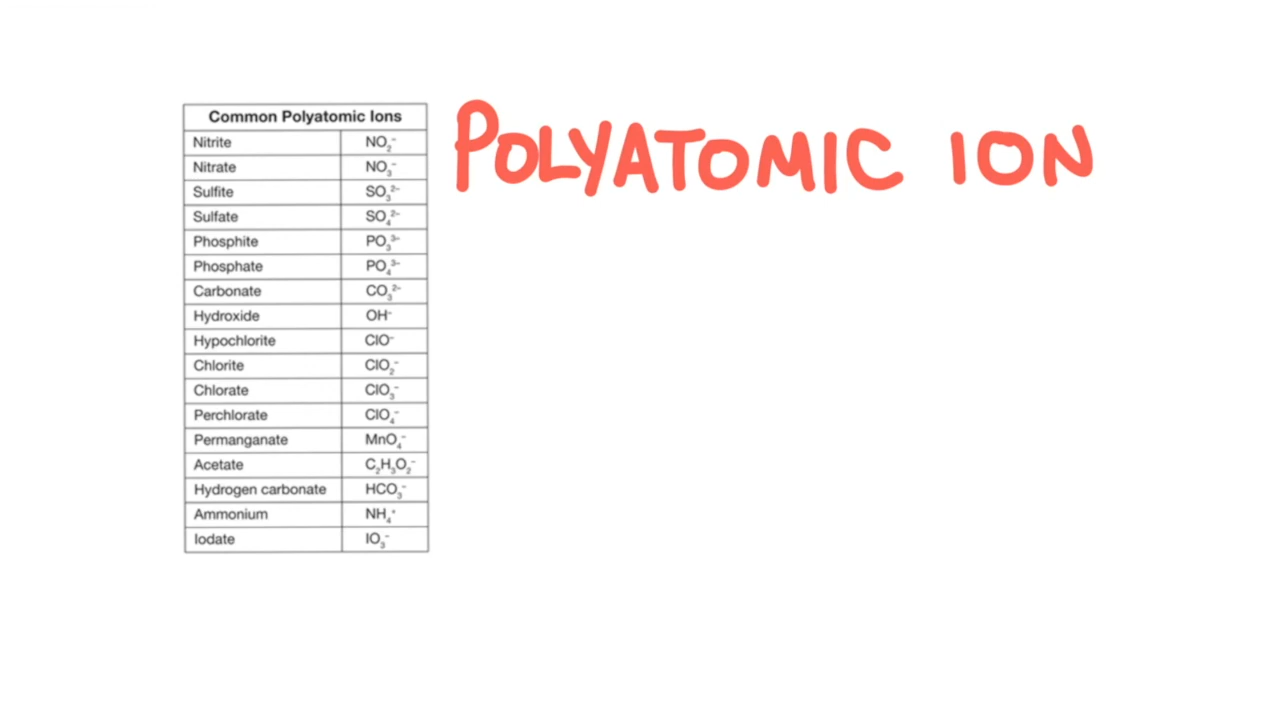 Common Polyatomic Ions
Nitrite NO₂⁻
Nitrate NO₃⁻
Sulfite SO₃²⁻
Sulfate SO₄²⁻
Phosphite PO₃³⁻
Phosphate PO₄³⁻
Carbonate CO₃²⁻
Hydroxide OH⁻
Hypochlorite ClO⁻
Chlorite ClO₂⁻
Chlorate ClO₃⁻
Perchlorate ClO₄⁻
Permanganate MnO₄⁻
Acetate C₂H₃O₂⁻
Hydrogen carbonate HCO₃⁻
Ammonium NH₄⁺
Iodate IO₃⁻
POLYATOMIC ION